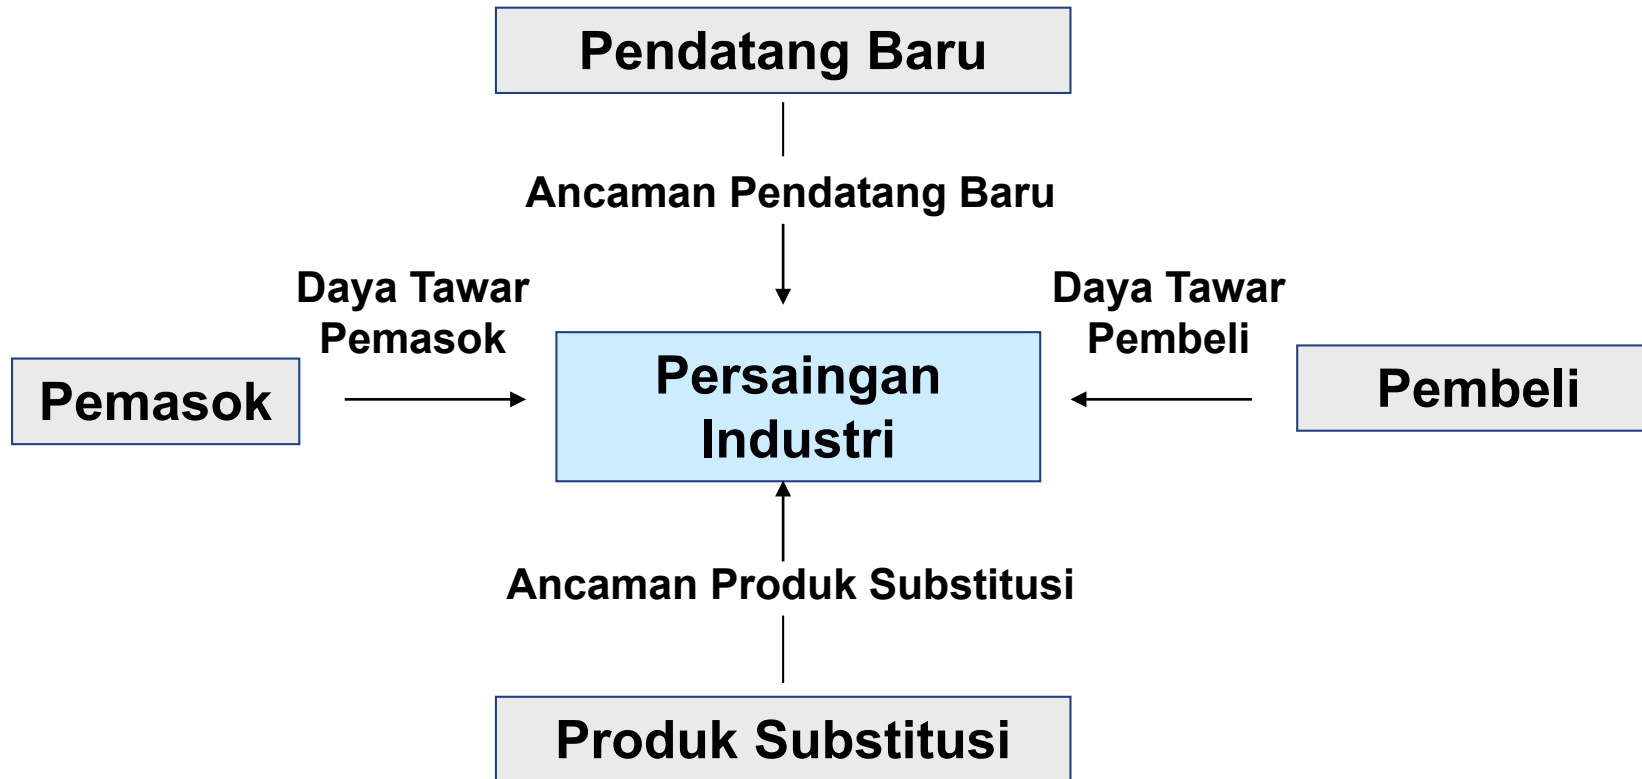 Pendatang Baru
Ancaman Pendatang Baru
Daya Tawar
Pemasok
Daya Tawar
Pembeli
Pemasok
Persaingan
Industri
Pembeli
Ancaman Produk Substitusi
Produk Substitusi